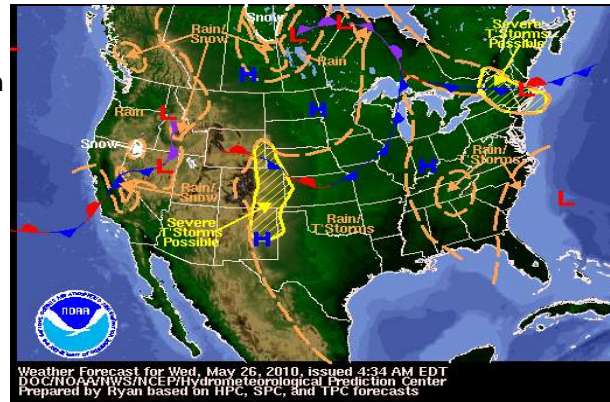 Snow
L
L
Severe
T'Storms
Possible
Rain/
Snow
Rain
H
L
H
L
Rain
Snow
L
H
Rain/
T'Storms
Rain/
Snow
L
Severe
T'Storms
Possible
Rain/
T'Storms
H
NOAA
Weather Forecast for Wed, May 26, 2010, issued 4:34 AM EDT
DOC/NOAA/NWS/NCEP/Hydrometeorological Prediction Center
Prepared by Ryan based on HPC, SPC, and TPC forecasts